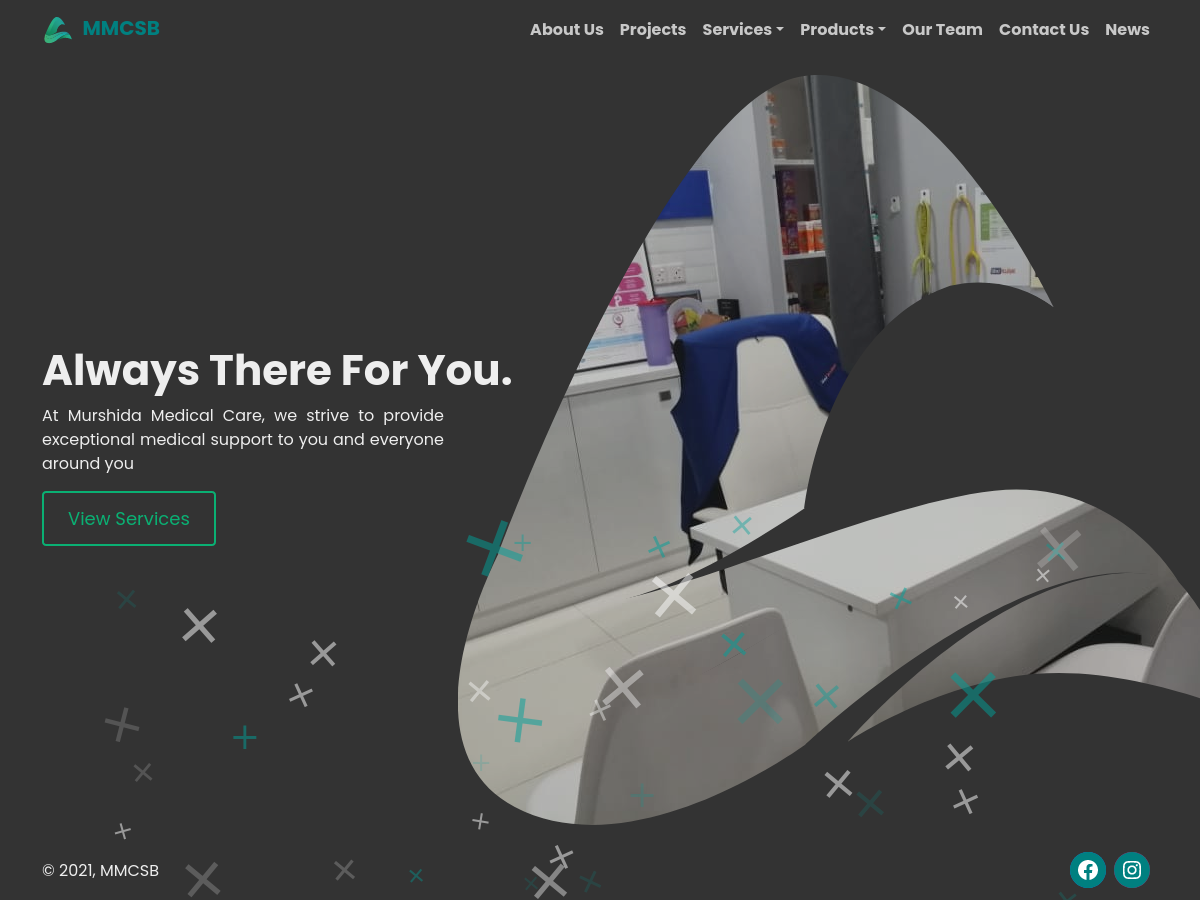 MMCSB
About Us Projects Services Products Our Team Contact Us News
Always There For You.
At Murshida Medical Care, we strive to provide
exceptional medical support to you and everyone
around you
View Services
© 2021, MMCSB